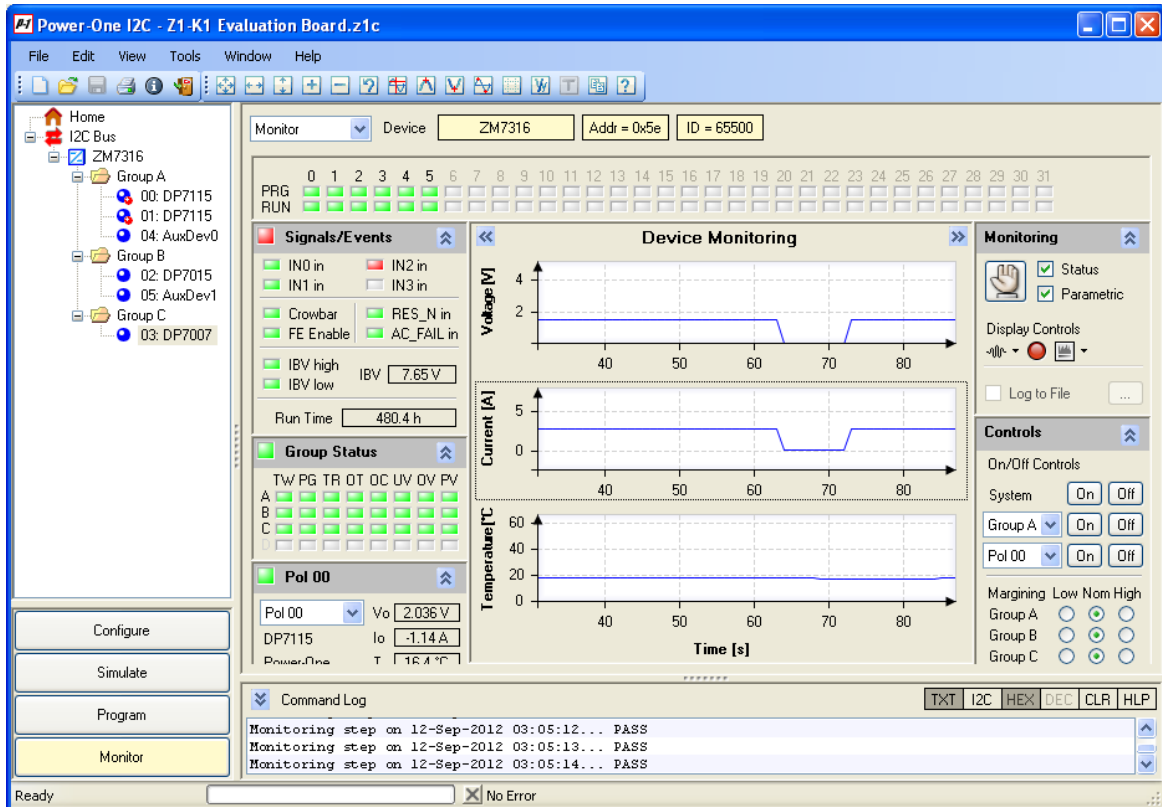 Power-One I2C - Z1-K1 Evaluation Board.z1c
File Edit View Tools Window Help
Home
I2C Bus
ZM7316
Group A
00: DP7115
01: DP7115
04: AuxDev0
Group B
02: DP7015
05: AuxDev1
Group C
03: DP7007
Configure
Simulate
Program
Monitor
Monitor Device ZM7316 Addr = 0x5e ID = 65500
0 1 2 3 4 5 6 7 8 9 10 11 12 13 14 15 16 17 18 19 20 21 22 23 24 25 26 27 28 29 30 31
PRG
RUN
Signals/Events
IN0 in IN2 in
IN1 in IN3 in
Crowbar RES_N in
FE Enable AC_FAIL in
IBV high
IBV low
IBV 7.65 V
Run Time 480.4 h
Group Status
TW PG TR OT OC UV OV PV
A
B
C
D
Pol 00
Pol 00 Vo 2.036 V
DP7115 Io -1.14 A
Power-One T 16.4 °C
Device Monitoring
Voltage [V]
4
2
40 50 60 70 80
Current [A]
5
0
40 50 60 70 80
Temperature [°C
60
40
20
0
40 50 60 70 80
Time [s]
Monitoring
Status
Parametric
Display Controls
Log to File ...
Controls
On/Off Controls
System On Off
Group A On Off
Pol 00 On Off
Margining Low Nom High
Group A
Group B
Group C
Command Log TXT I2C HEX DEC CLR HLP
Monitoring step on 12-Sep-2012 03:05:12... PASS
Monitoring step on 12-Sep-2012 03:05:13... PASS
Monitoring step on 12-Sep-2012 03:05:14... PASS
Ready No Error